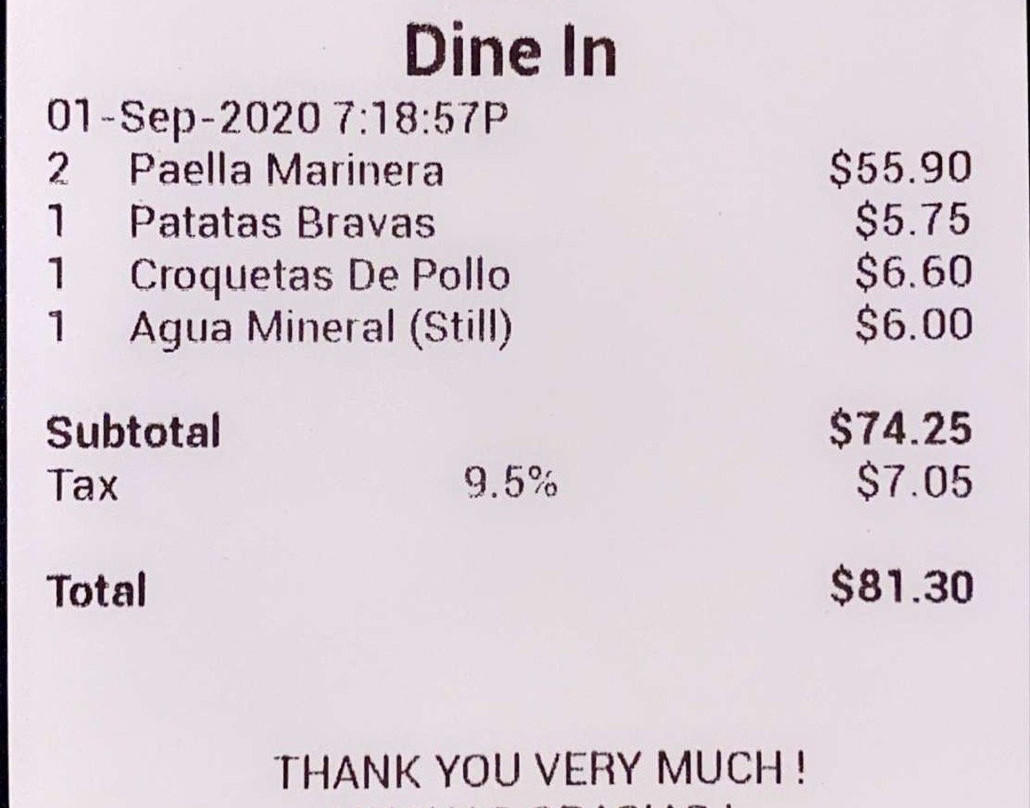 Dine In
01-Sep-2020 7:18:57P
2 Paella Marinera $55.90
1 Patatas Bravas $5.75
1 Croquetas De Pollo $6.60
1 Agua Mineral (Still) $6.00
Subtotal $74.25
Tax 9.5% $7.05
Total $81.30
THANK YOU VERY MUCH !